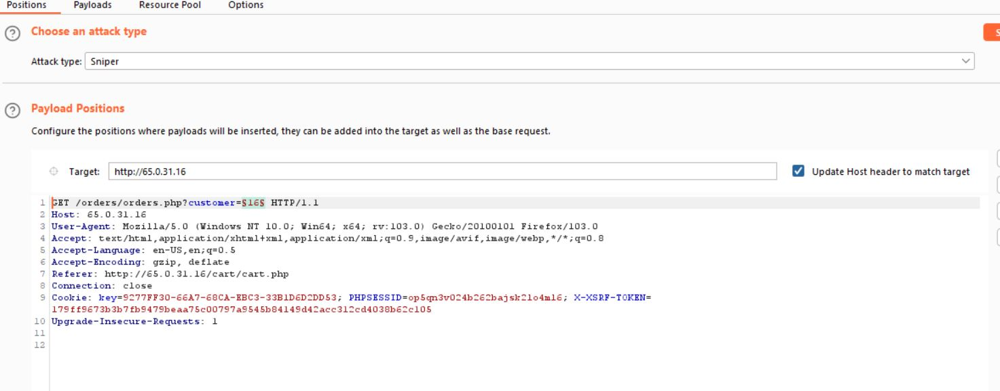 Positions Payloads Resource Pool Options
Choose an attack type
Attack type: Sniper
Payload Positions
Configure the positions where payloads will be inserted, they can be added into the target as well as the base request.
Target: http://65.0.31.16 Update Host header to match target
1 GET /orders/orders.php?customer=§16§ HTTP/1.1
2 Host: 65.0.31.16
3 User-Agent: Mozilla/5.0 (Windows NT 10.0; Win64; x64; rv:103.0) Gecko/20100101 Firefox/103.0
4 Accept: text/html,application/xhtml+xml,application/xml;q=0.9,image/avif,image/webp,*/*;q=0.8
5 Accept-Language: en-US,en;q=0.5
6 Accept-Encoding: gzip, deflate
7 Referer: http://65.0.31.16/cart/cart.php
8 Connection: close
9 Cookie: key=9277FF30-66A7-68CA-EBC3-33B1D6D2DD53; PHPSESSID=op5qn3v024b262bajsk21o4m16; X-XSRF-TOKEN=
179ff9673b3b7fb9479beaa75c00797a9545b84149d42acc312cd4038b62c105
10 Upgrade-Insecure-Requests: 1
11
12